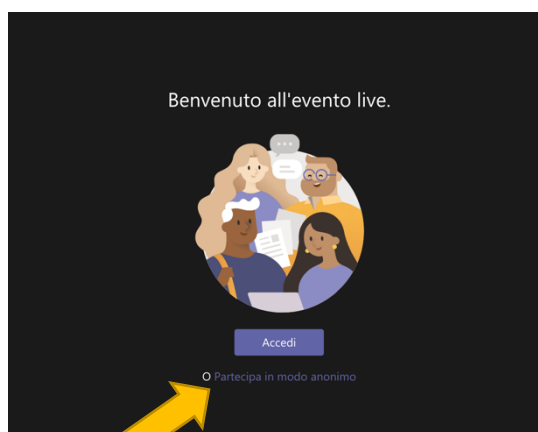 Benvenuto all'evento live.
Accedi
O Partecipa in modo anonimo